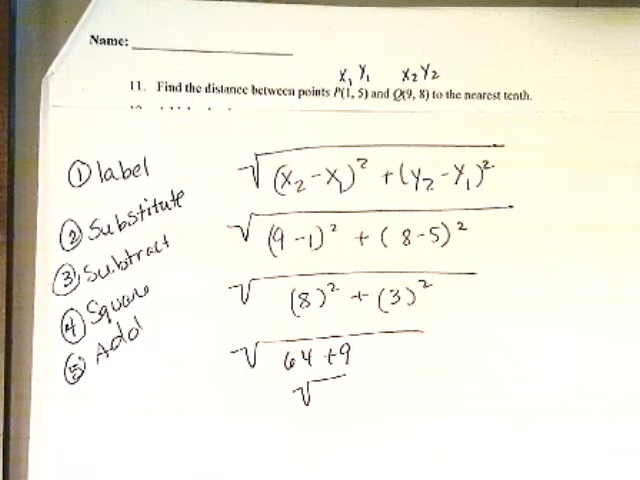 Name:
X₁ Y₁ X₂ Y₂
11. Find the distance between points P(1, 5) and Q(9, 8) to the nearest tenth.
① label
√(X₂ - X₁)² + (Y₂ - Y₁)²
② Substitute
√(9 - 1)² + (8 - 5)²
③ Subtract
√(8)² + (3)²
④ Square
⑤ Add
√64 + 9
√